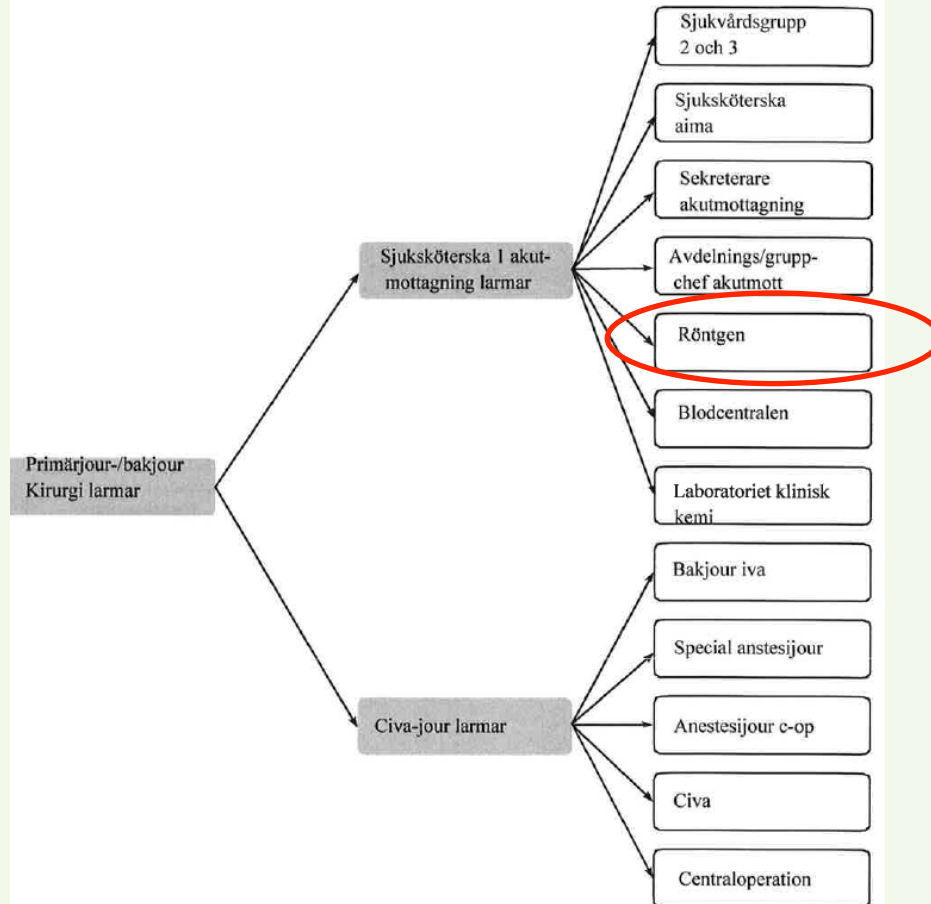 Sjukvårdsgrupp
2 och 3
Sjuksköterska
aima
Sekreterare
akutmottagning
Sjuksköterska 1 akut-
mottagning larmar
Avdelnings/grupp-
chef akutmott
Röntgen
Blodcentralen
Primärjour-/bakjour
Kirurgi larmar
Laboratoriet klinisk
kemi
Bakjour iva
Special anstesijour
Civa-jour larmar
Anestesijour c-op
Civa
Centraloperation